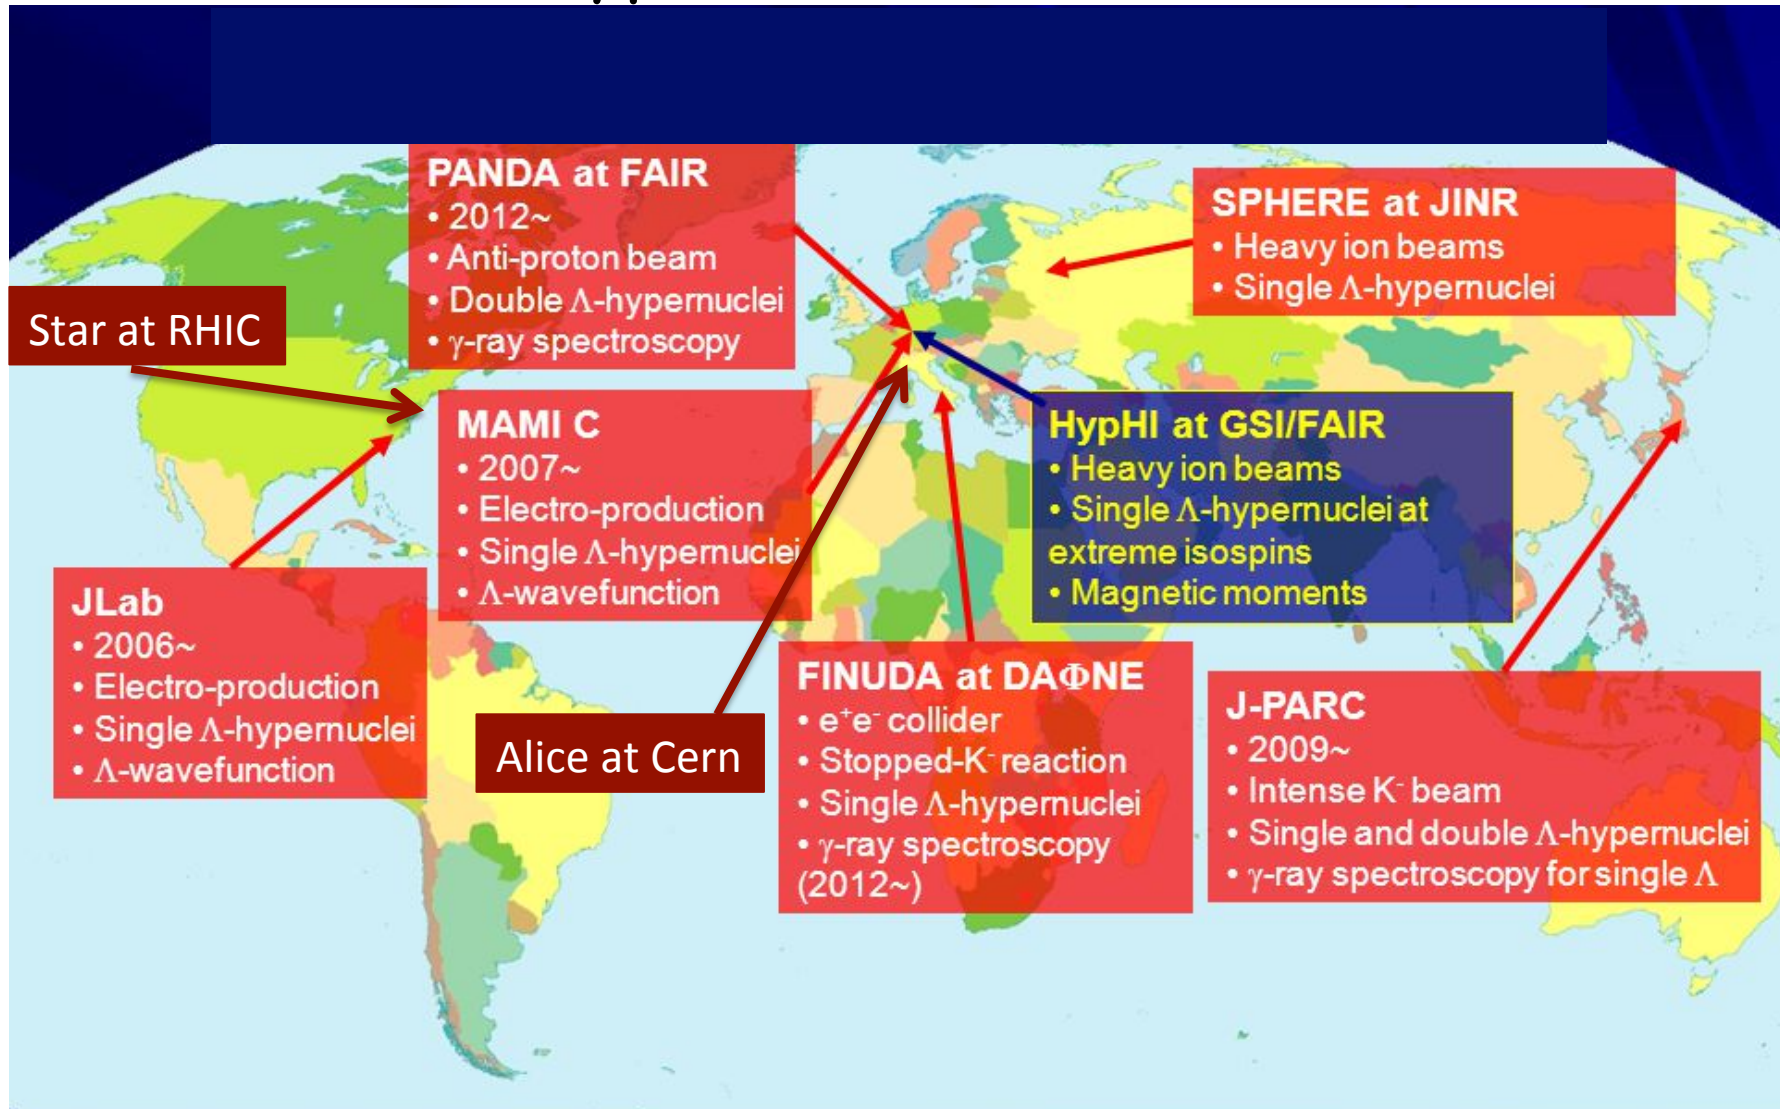 PANDA at FAIR
• 2012~
• Anti-proton beam
• Double Λ-hypernuclei
• γ-ray spectroscopy
SPHERE at JINR
• Heavy ion beams
• Single Λ-hypernuclei
Star at RHIC
MAMI C
• 2007~
• Electro-production
• Single Λ-hypernuclei
• Λ-wavefunction
HypHI at GSI/FAIR
• Heavy ion beams
• Single Λ-hypernuclei at
extreme isospins
• Magnetic moments
JLab
• 2006~
• Electro-production
• Single Λ-hypernuclei
• Λ-wavefunction
Alice at Cern
FINUDA at DAΦNE
• e⁺e⁻ collider
• Stopped-K⁻ reaction
• Single Λ-hypernuclei
• γ-ray spectroscopy
(2012~)
J-PARC
• 2009~
• Intense K⁻ beam
• Single and double Λ-hypernuclei
• γ-ray spectroscopy for single Λ